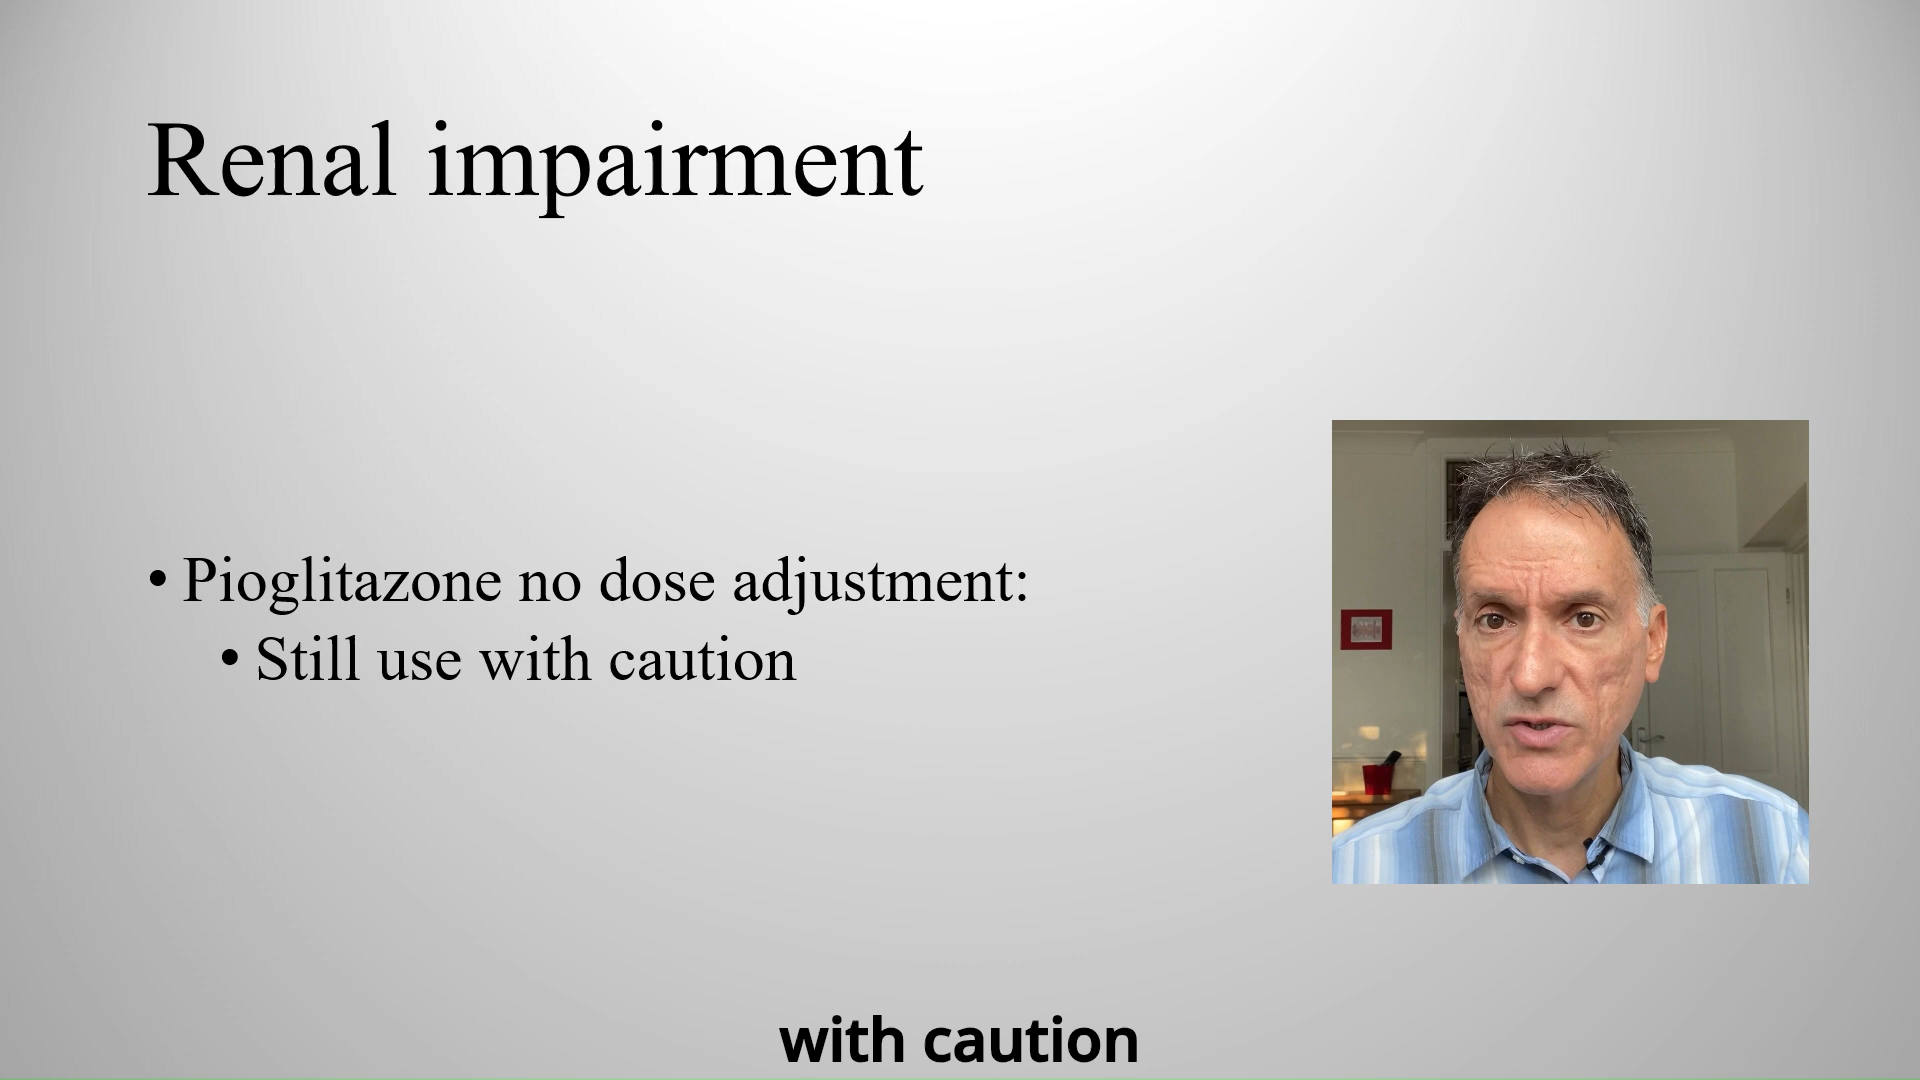 Renal impairment
• Pioglitazone no dose adjustment:
• Still use with caution
with caution